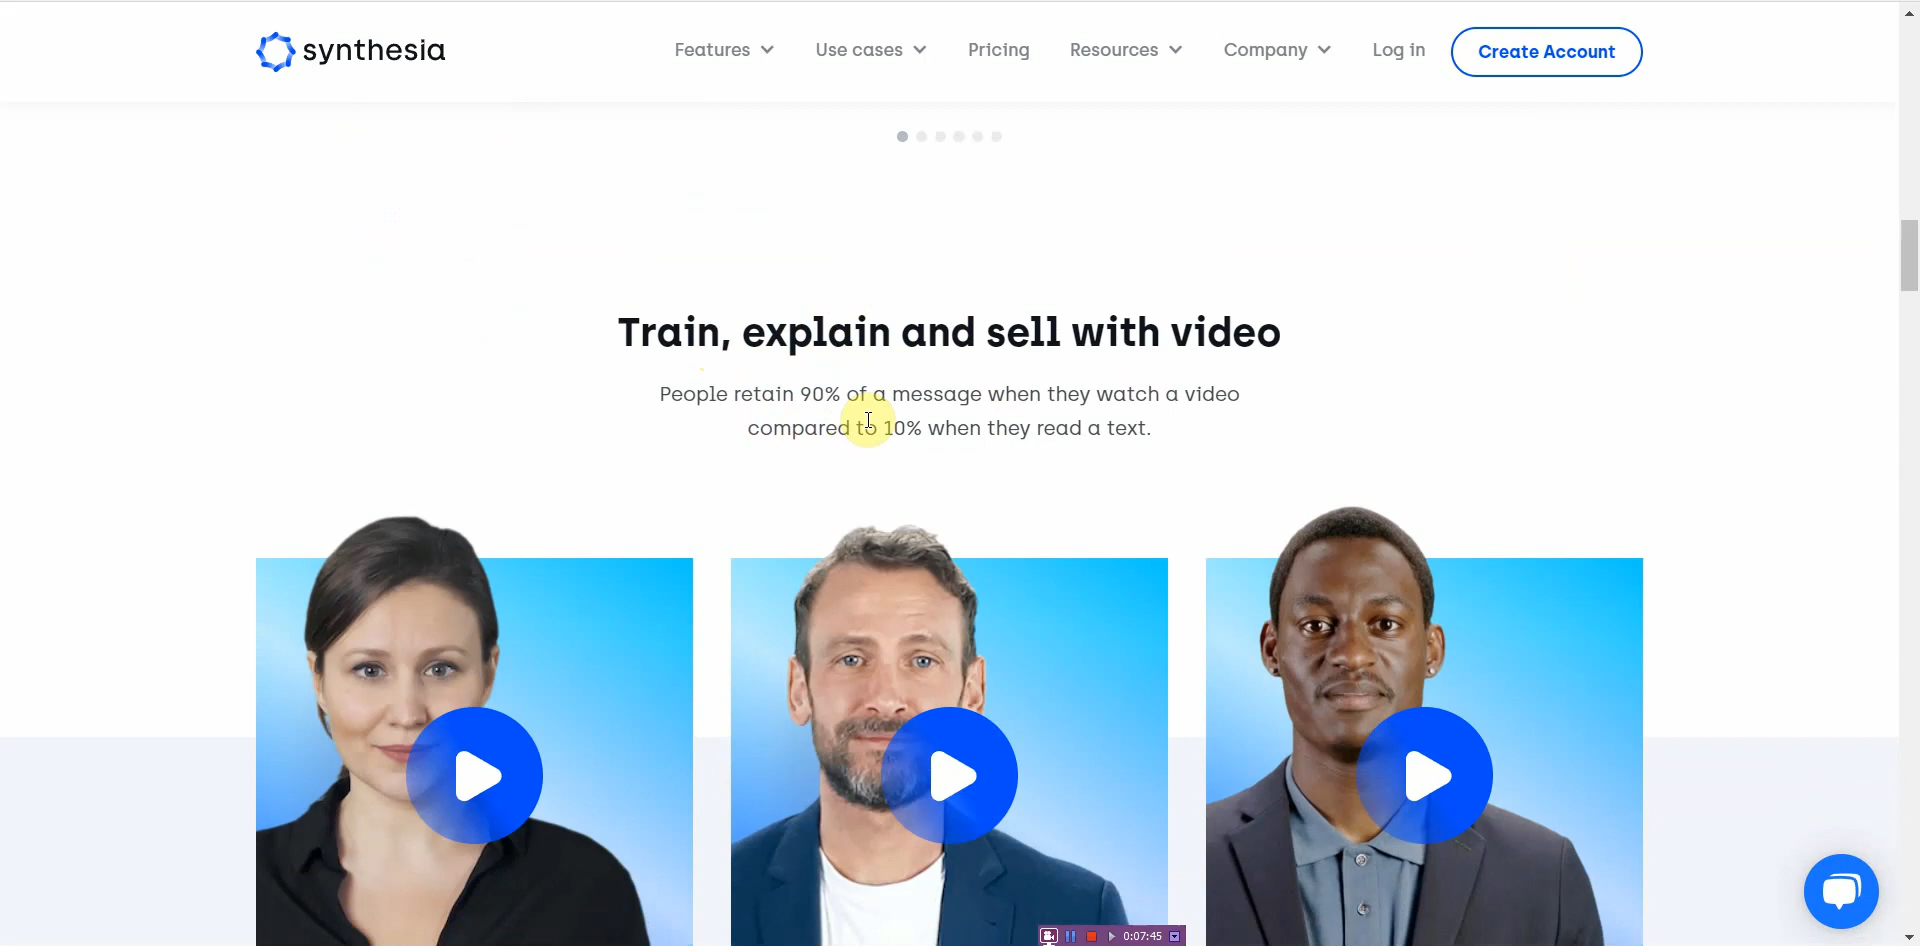 synthesia
Features
Use cases
Pricing
Resources
Company
Log in
Create Account
Train, explain and sell with video
People retain 90% of a message when they watch a video
compared to 10% when they read a text.
0:07:45